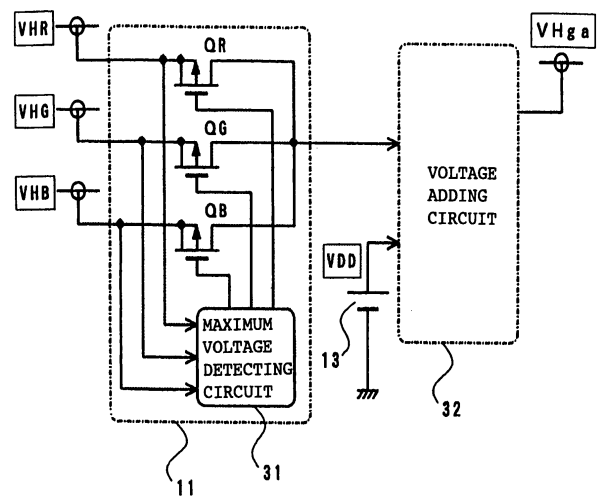 VHR
QR
VHga
VHG
QG
VHB
QB
VOLTAGE
ADDING
CIRCUIT
VDD
MAXIMUM
VOLTAGE
DETECTING
CIRCUIT
13
32
11
31